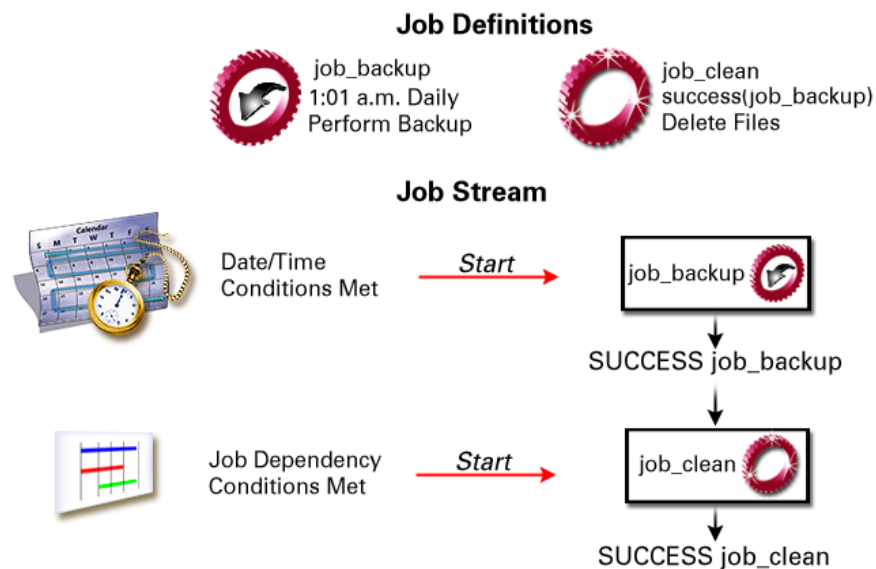 Job Definitions
job_backup
1:01 a.m. Daily
Perform Backup
job_clean
success(job_backup)
Delete Files
Job Stream
Calendar
S M T W T F S
Date/Time
Conditions Met
Start
job_backup
SUCCESS job_backup
Job Dependency
Conditions Met
Start
job_clean
SUCCESS job_clean